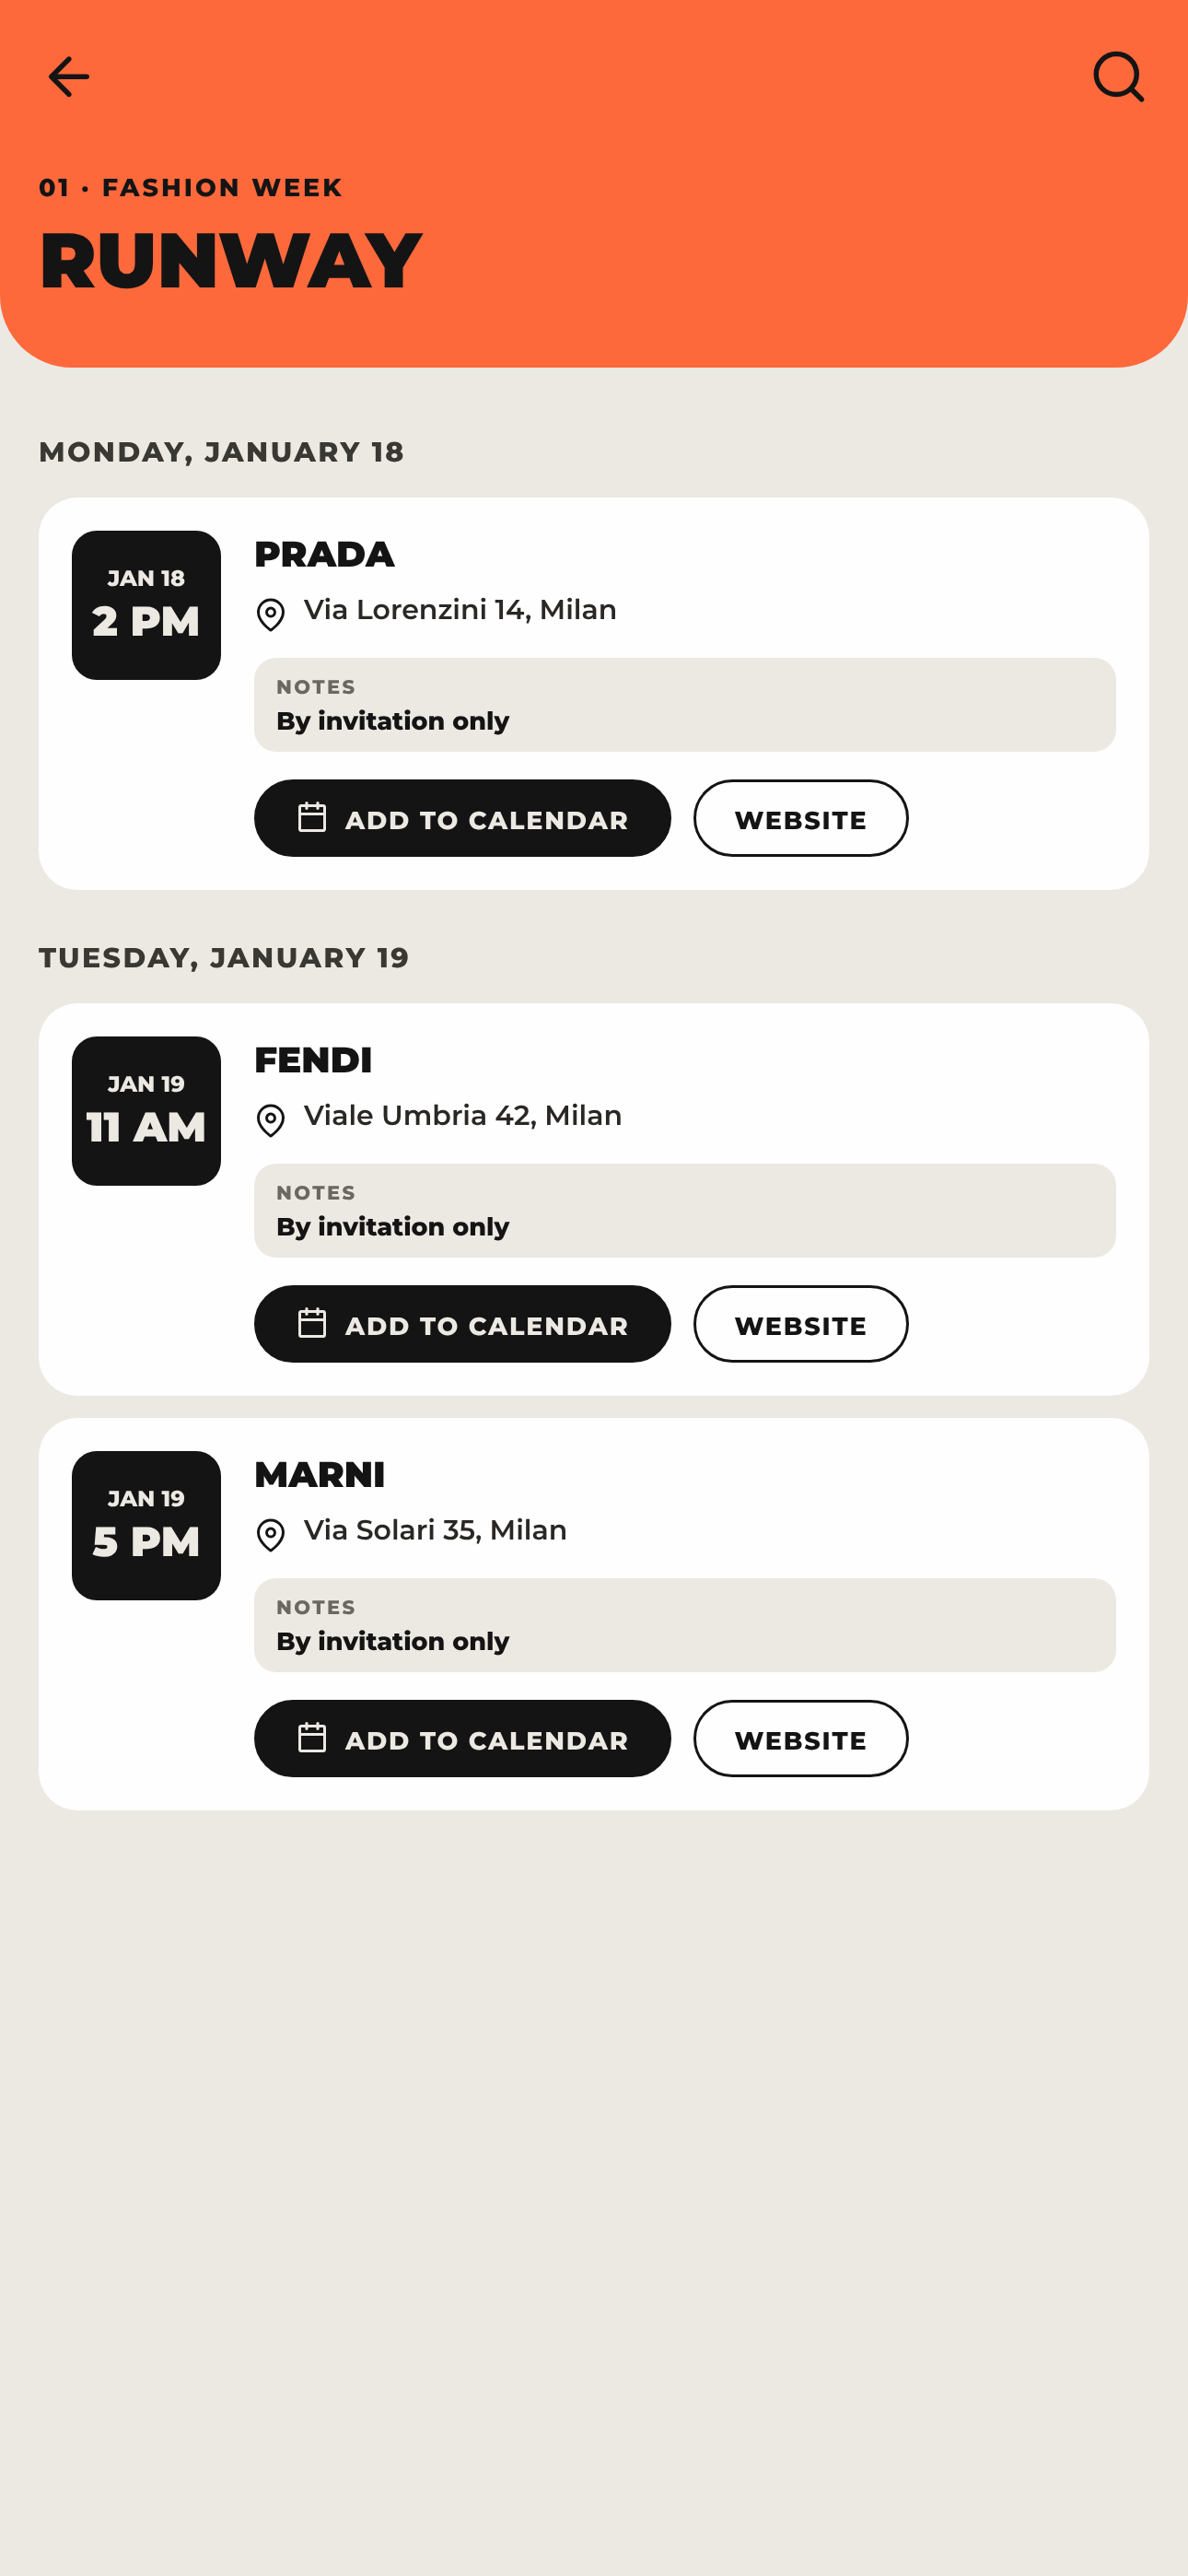 01 · FASHION WEEK
RUNWAY
MONDAY, JANUARY 18
JAN 18
2 PM
PRADA
Via Lorenzini 14, Milan
NOTES
By invitation only
ADD TO CALENDAR
WEBSITE
TUESDAY, JANUARY 19
JAN 19
11 AM
FENDI
Viale Umbria 42, Milan
NOTES
By invitation only
ADD TO CALENDAR
WEBSITE
JAN 19
5 PM
MARNI
Via Solari 35, Milan
NOTES
By invitation only
ADD TO CALENDAR
WEBSITE